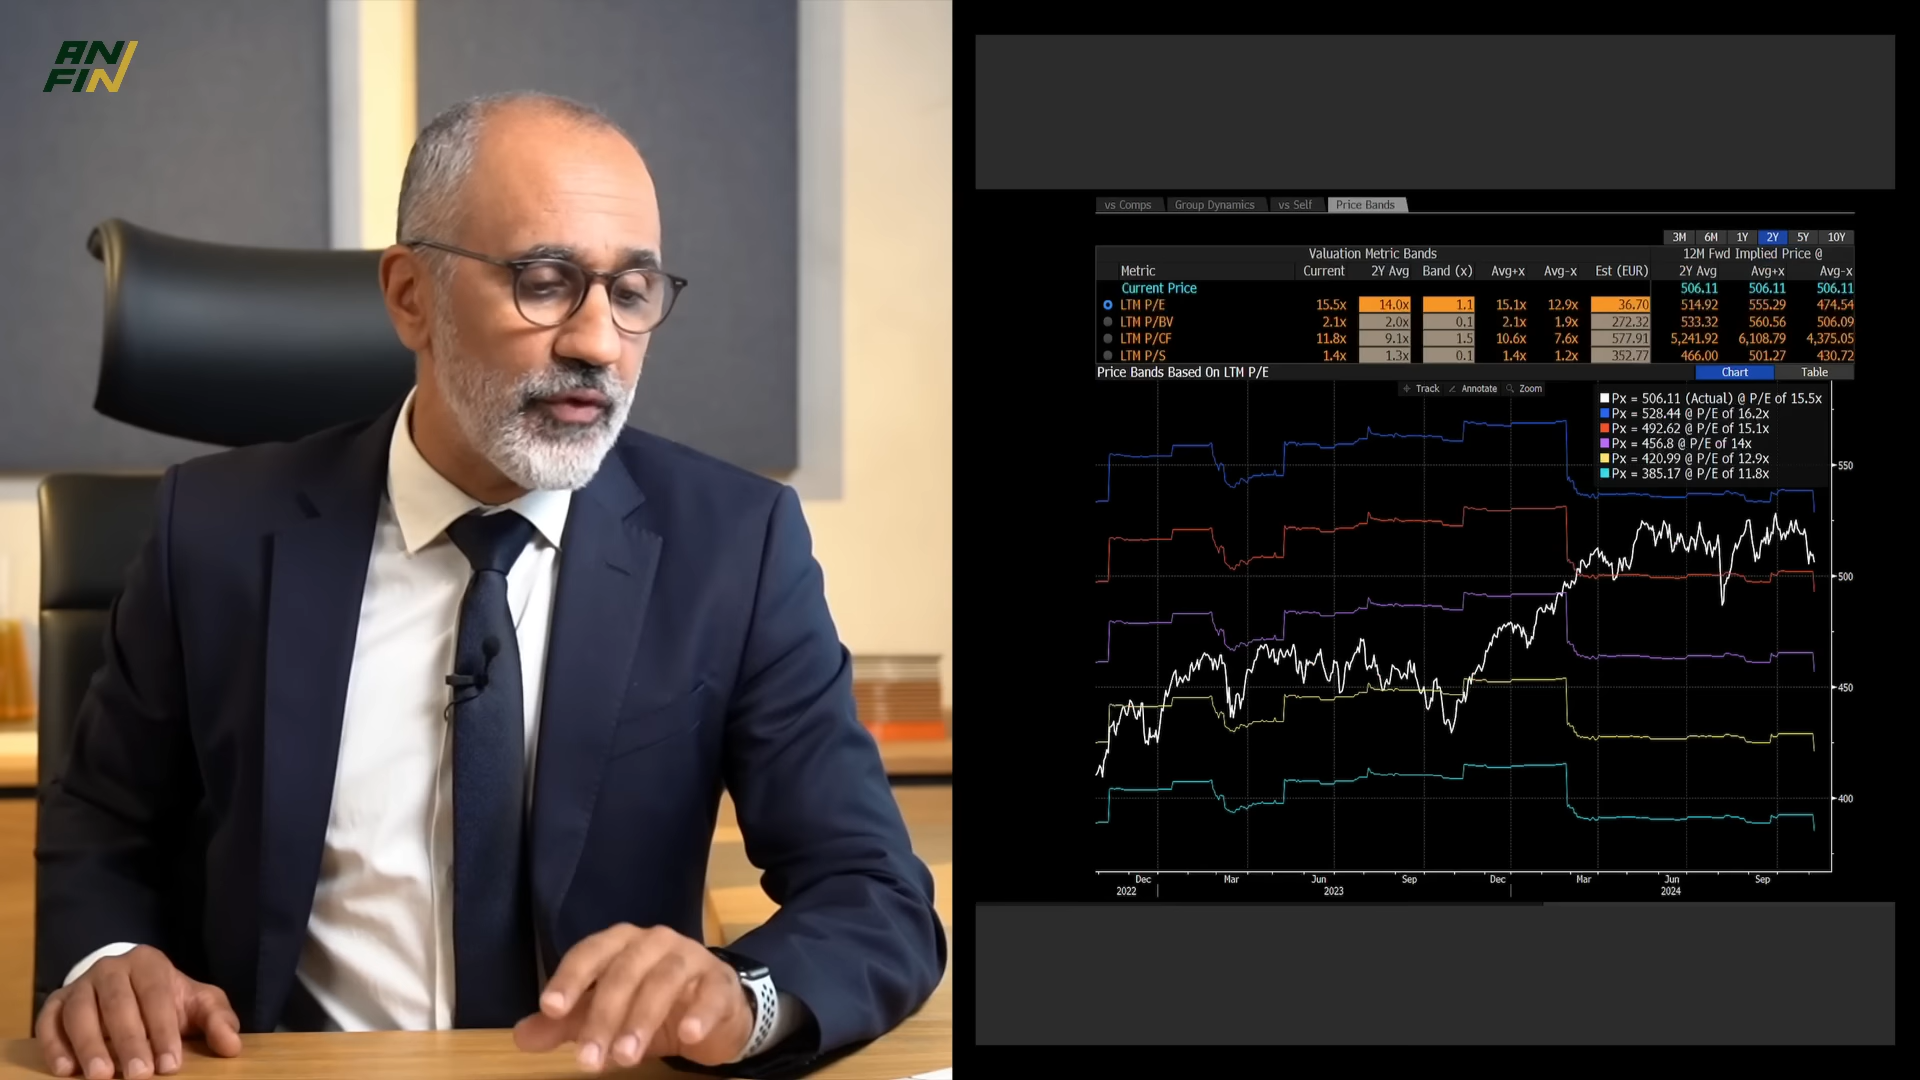 AN
FIN
vs Comps Group Dynamics vs Self Price Bands
3M 6M 1Y 2Y 5Y 10Y
Valuation Metric Bands 12M Fwd Implied Price @
Metric Current 2Y Avg Band (x) Avg+x Avg-x Est (EUR) 2Y Avg Avg+x Avg-x
Current Price 506.11 506.11 506.11
LTM P/E 15.5x 14.0x 1.1 15.1x 12.9x 36.70 514.92 555.29 474.54
LTM P/BV 2.1x 2.0x 0.1 2.1x 1.9x 272.32 533.32 560.56 506.09
LTM P/CF 11.8x 9.1x 1.5 10.6x 7.6x 577.91 5,241.92 6,108.79 4,375.05
LTM P/S 1.4x 1.3x 0.1 1.4x 1.2x 352.77 466.00 501.27 430.72
Price Bands Based On LTM P/E Chart Table
Track Annotate Zoom
Px = 506.11 (Actual) @ P/E of 15.5x
Px = 528.44 @ P/E of 16.2x
Px = 492.62 @ P/E of 15.1x
Px = 456.8 @ P/E of 14x
Px = 420.99 @ P/E of 12.9x
Px = 385.17 @ P/E of 11.8x
550
500
450
400
Dec Mar Jun Sep Dec Mar Jun Sep
2022 2023 2024